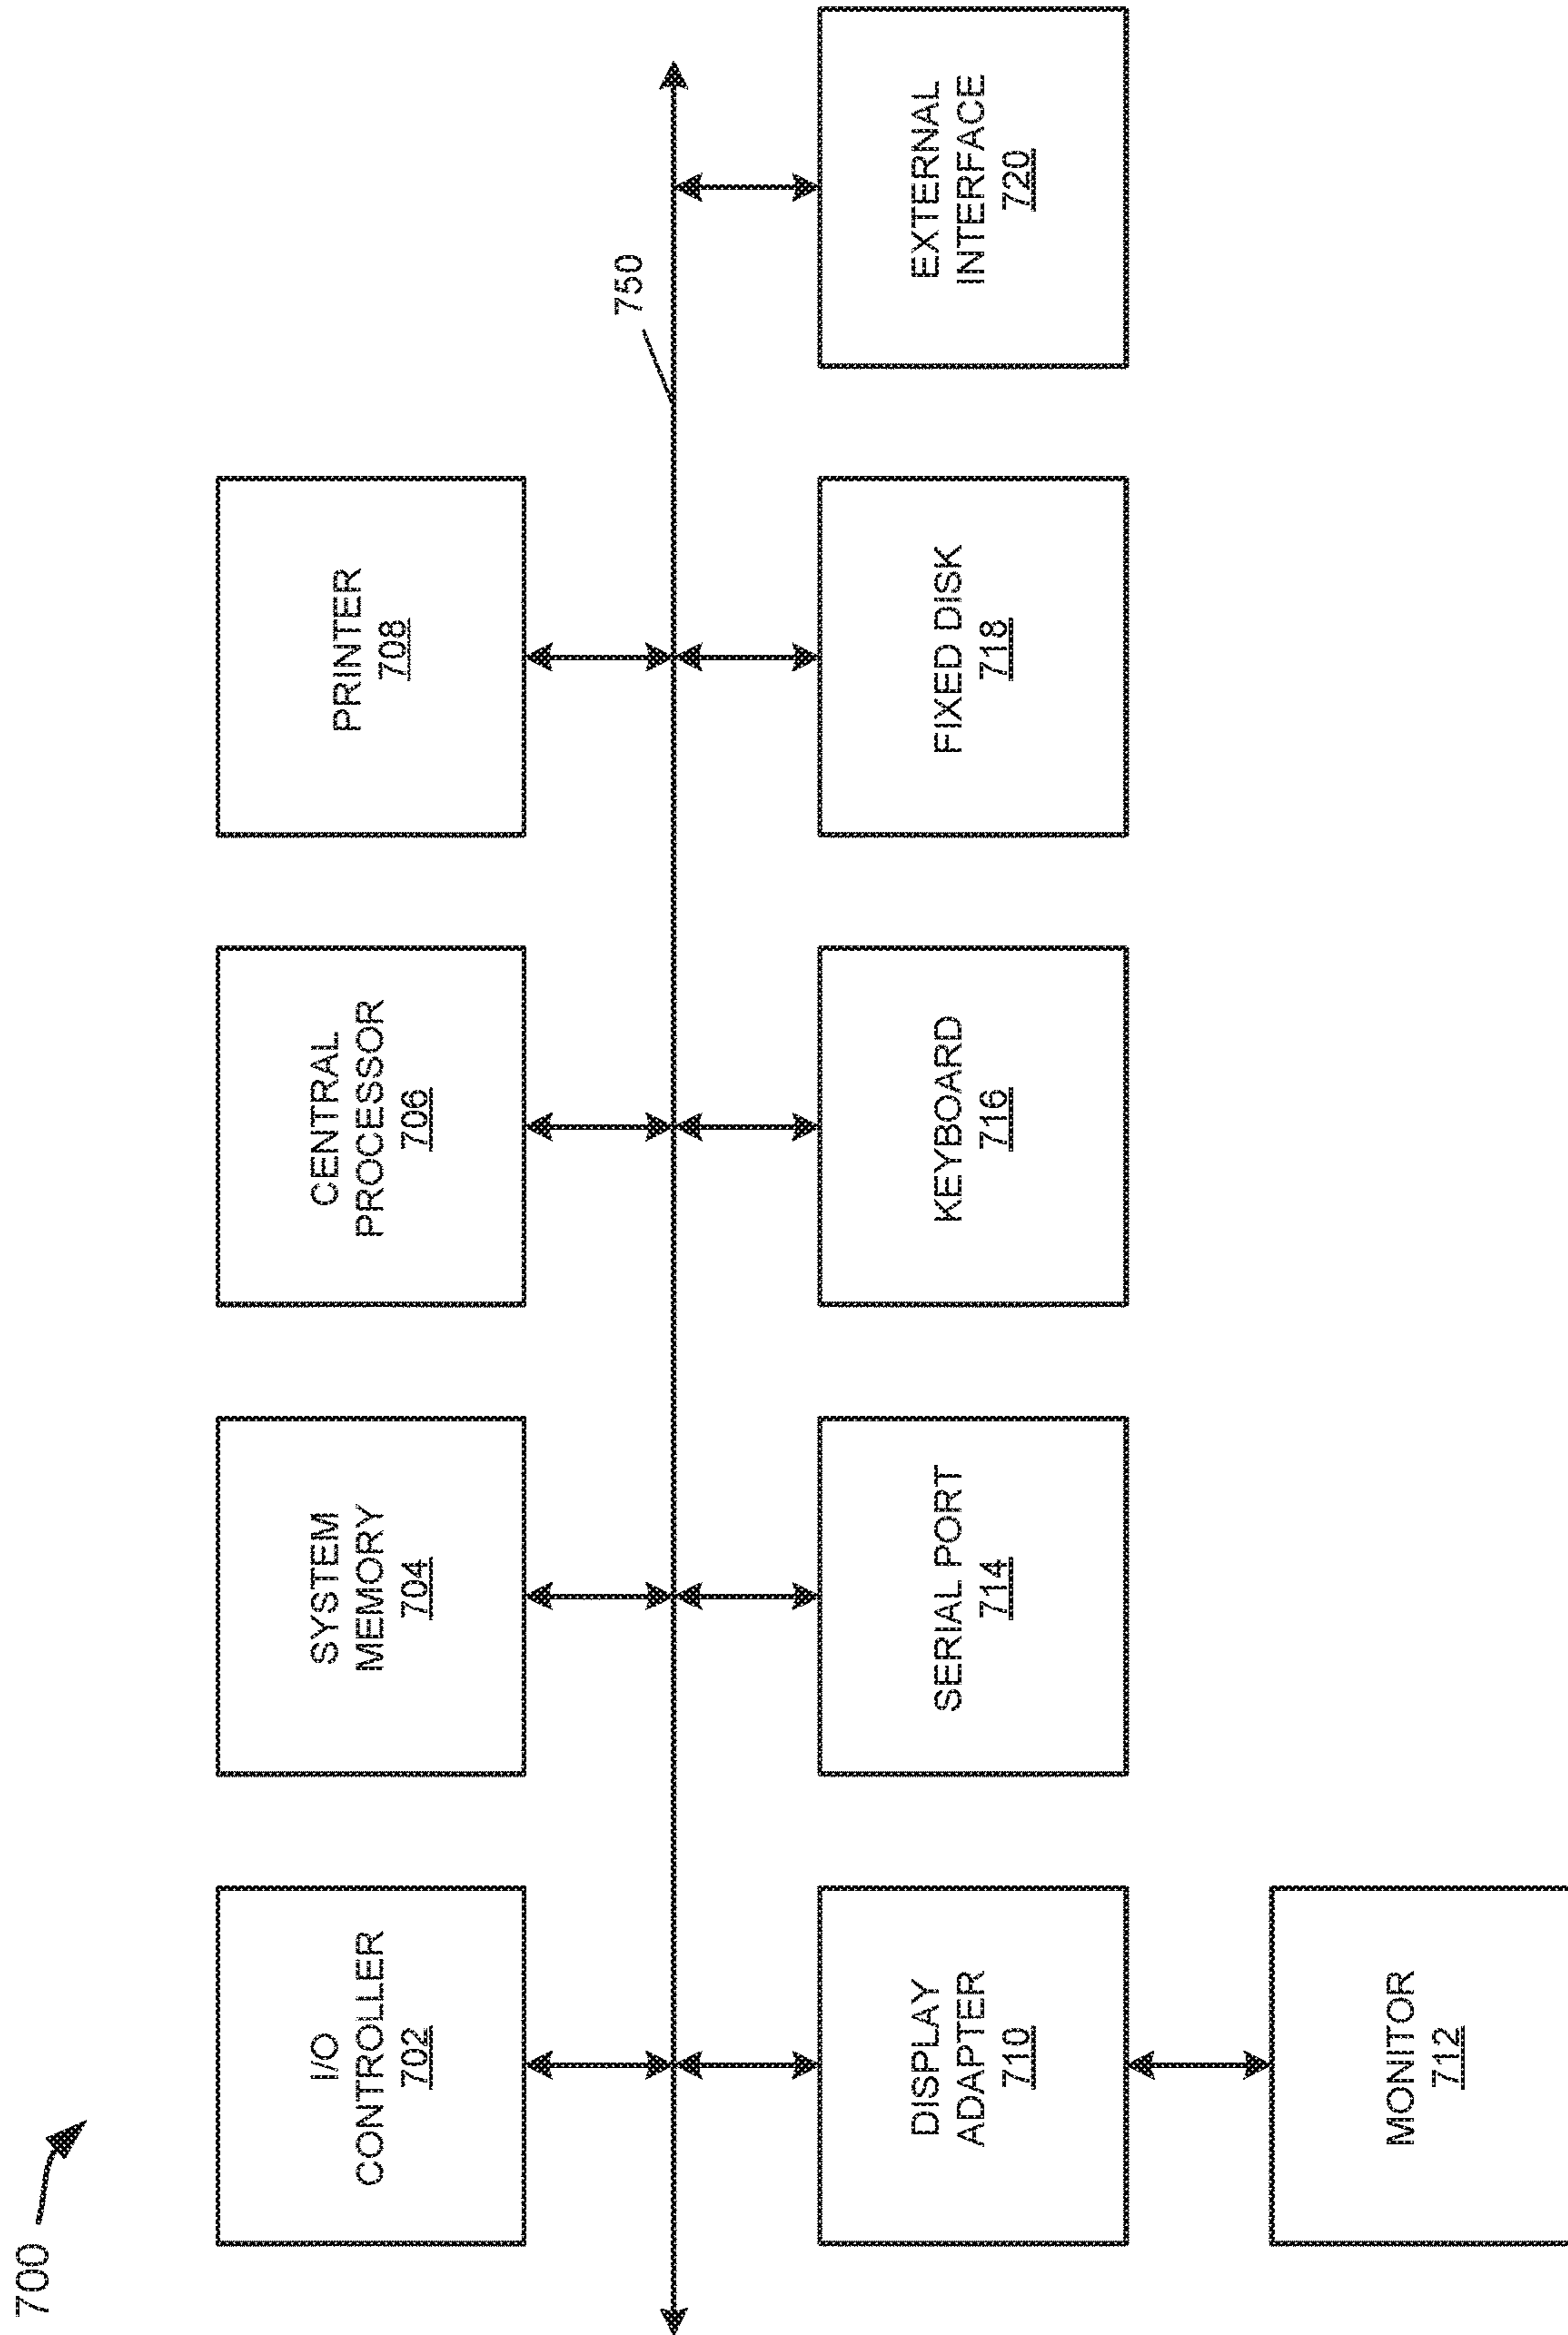 700
I/O
CONTROLLER
702
SYSTEM
MEMORY
704
CENTRAL
PROCESSOR
706
PRINTER
708
750
DISPLAY
ADAPTER
710
SERIAL PORT
714
KEYBOARD
716
FIXED DISK
718
EXTERNAL
INTERFACE
720
MONITOR
712